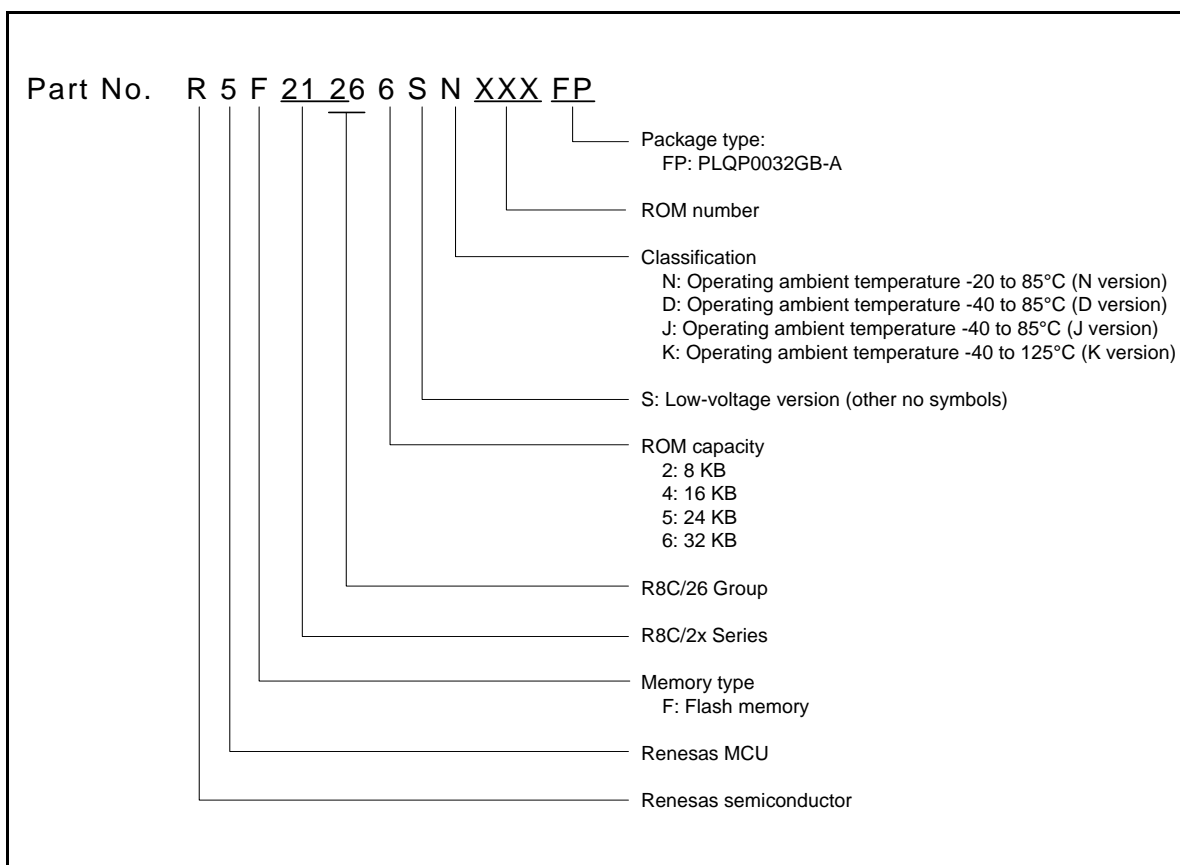 Part No. R 5 F 21 26 6 S N XXX FP
Package type:
FP: PLQP0032GB-A
ROM number
Classification
N: Operating ambient temperature -20 to 85°C (N version)
D: Operating ambient temperature -40 to 85°C (D version)
J: Operating ambient temperature -40 to 85°C (J version)
K: Operating ambient temperature -40 to 125°C (K version)
S: Low-voltage version (other no symbols)
ROM capacity
2: 8 KB
4: 16 KB
5: 24 KB
6: 32 KB
R8C/26 Group
R8C/2x Series
Memory type
F: Flash memory
Renesas MCU
Renesas semiconductor